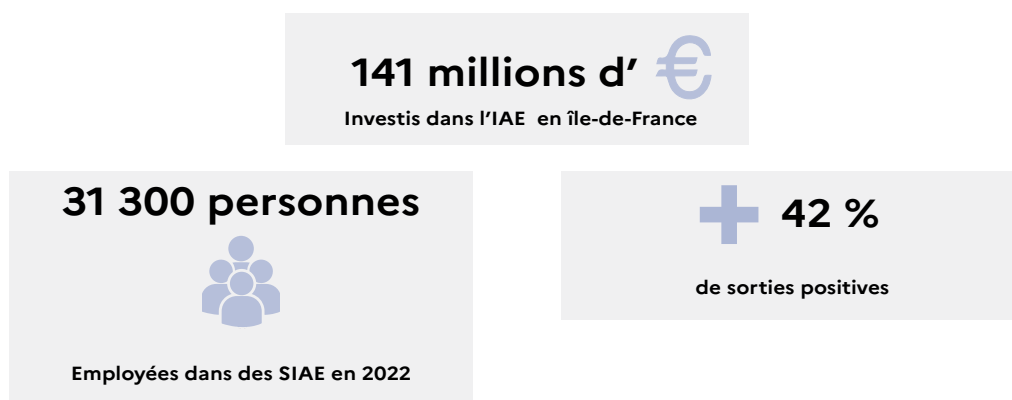 141 millions d’ €
Investis dans l’IAE en île-de-France
31 300 personnes
Employées dans des SIAE en 2022
+ 42 %
de sorties positives